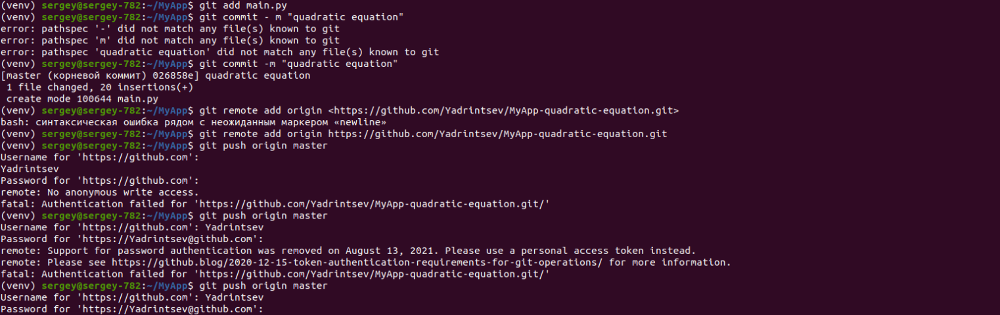 (venv) sergey@sergey-782:~/MyApp$ git add main.py
(venv) sergey@sergey-782:~/MyApp$ git commit - m "quadratic equation"
error: pathspec '-' did not match any file(s) known to git
error: pathspec 'm' did not match any file(s) known to git
error: pathspec 'quadratic equation' did not match any file(s) known to git
(venv) sergey@sergey-782:~/MyApp$ git commit -m "quadratic equation"
[master (корневой коммит) 026858e] quadratic equation
 1 file changed, 20 insertions(+)
 create mode 100644 main.py
(venv) sergey@sergey-782:~/MyApp$ git remote add origin <https://github.com/Yadrintsev/MyApp-quadratic-equation.git>
bash: синтаксическая ошибка рядом с неожиданным маркером «newline»
(venv) sergey@sergey-782:~/MyApp$ git remote add origin https://github.com/Yadrintsev/MyApp-quadratic-equation.git
(venv) sergey@sergey-782:~/MyApp$ git push origin master
Username for 'https://github.com':
Yadrintsev
Password for 'https://github.com':
remote: No anonymous write access.
fatal: Authentication failed for 'https://github.com/Yadrintsev/MyApp-quadratic-equation.git/'
(venv) sergey@sergey-782:~/MyApp$ git push origin master
Username for 'https://github.com': Yadrintsev
Password for 'https://Yadrintsev@github.com':
remote: Support for password authentication was removed on August 13, 2021. Please use a personal access token instead.
remote: Please see https://github.blog/2020-12-15-token-authentication-requirements-for-git-operations/ for more information.
fatal: Authentication failed for 'https://github.com/Yadrintsev/MyApp-quadratic-equation.git/'
(venv) sergey@sergey-782:~/MyApp$ git push origin master
Username for 'https://github.com': Yadrintsev
Password for 'https://Yadrintsev@github.com':